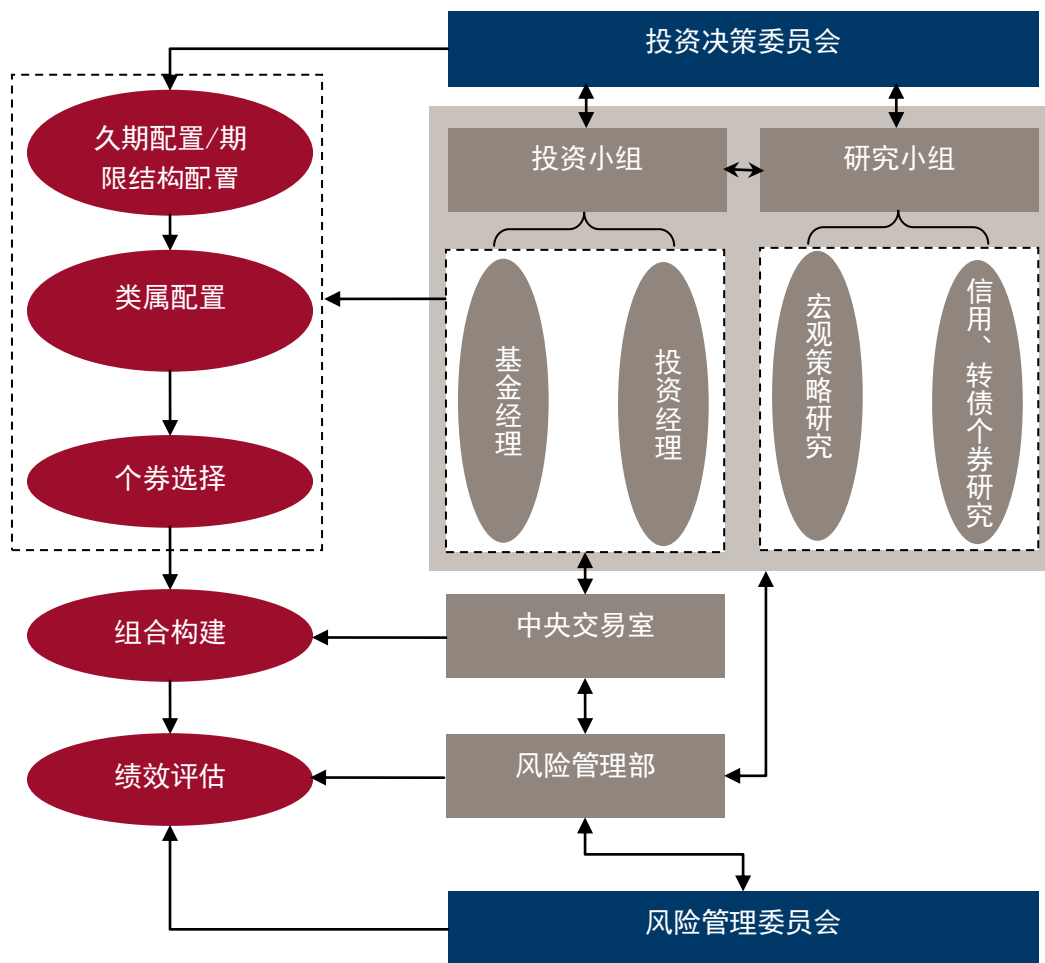 投资决策委员会
久期配置/期
限结构配置
投资小组
研究小组
类属配置
基金经理
投资经理
宏观策略研究
信用、转债个券研究
个券选择
组合构建
中央交易室
绩效评估
风险管理部
风险管理委员会